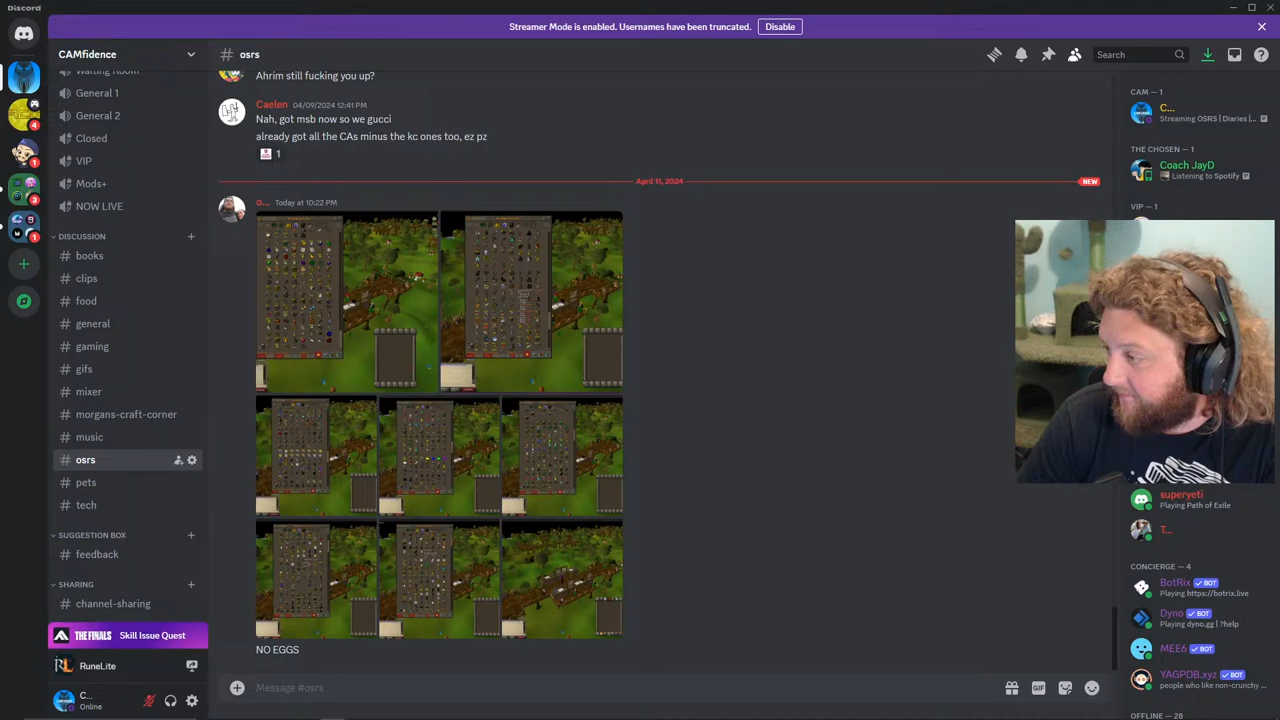 Discord
Streamer Mode is enabled. Usernames have been truncated.
Disable
CAMfidence
osrs
Search
Waiting Room
General 1
General 2
Closed
VIP
Mods+
NOW LIVE
DISCUSSION
books
clips
food
general
gaming
gifs
mixer
morgans-craft-corner
music
osrs
pets
tech
SUGGESTION BOX
feedback
SHARING
channel-sharing
THE FINALS Skill Issue Quest
RuneLite
C...
Online
4
1
3
1
Ahrim still fucking you up?
Caelen 04/09/2024 12:41 PM
Nah, got msb now so we gucci
already got all the CAs minus the kc ones too, ez pz
1
April 11, 2024
NEW
G... Today at 10:22 PM
NO EGGS
Message #osrs
GIF
CAM — 1
C...
Streaming OSRS | Diaries |...
THE CHOSEN — 1
Coach JayD
Listening to Spotify
VIP — 1
superyeti
Playing Path of Exile
T...
CONCIERGE — 4
BotRix BOT
Playing https://botrix.live
Dyno BOT
Playing dyno.gg | ?help
MEE6 BOT
YAGPDB.xyz BOT
people who like non-crunchy ...
OFFLINE — 28